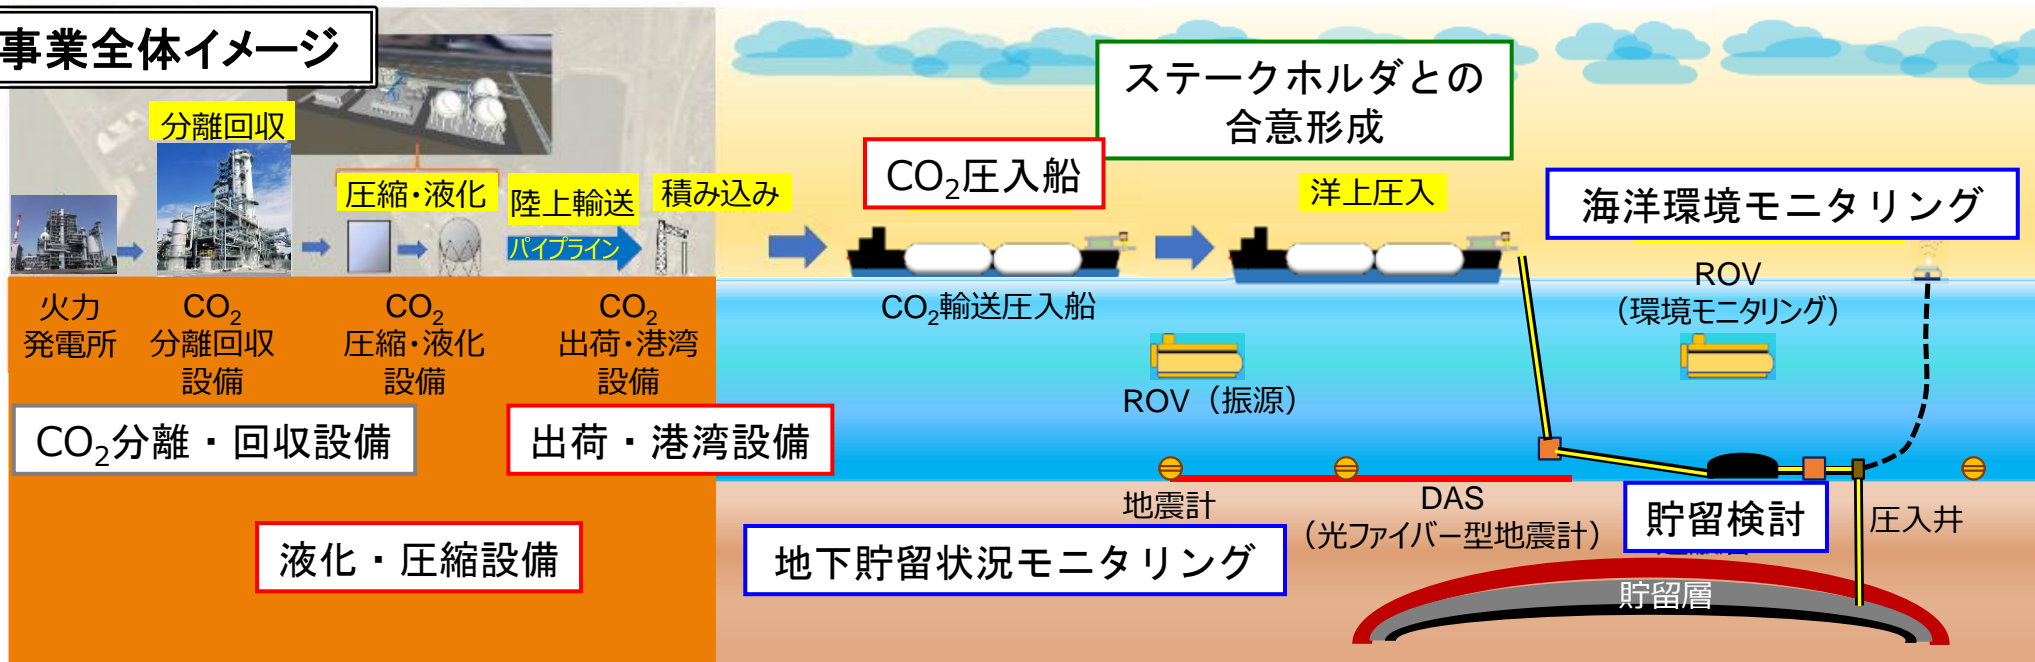 事業全体イメージ
ステークホルダとの
合意形成
分離回収
圧縮・液化
陸上輸送
パイプライン
積み込み
CO₂圧入船
洋上圧入
海洋環境モニタリング
火力
発電所
CO₂
分離回収
設備
CO₂
圧縮・液化
設備
CO₂
出荷・港湾
設備
CO₂輸送圧入船
ROV
（環境モニタリング）
ROV（振源）
CO₂分離・回収設備
出荷・港湾設備
液化・圧縮設備
地震計
DAS
（光ファイバー型地震計）
貯留検討
圧入井
地下貯留状況モニタリング
貯留層